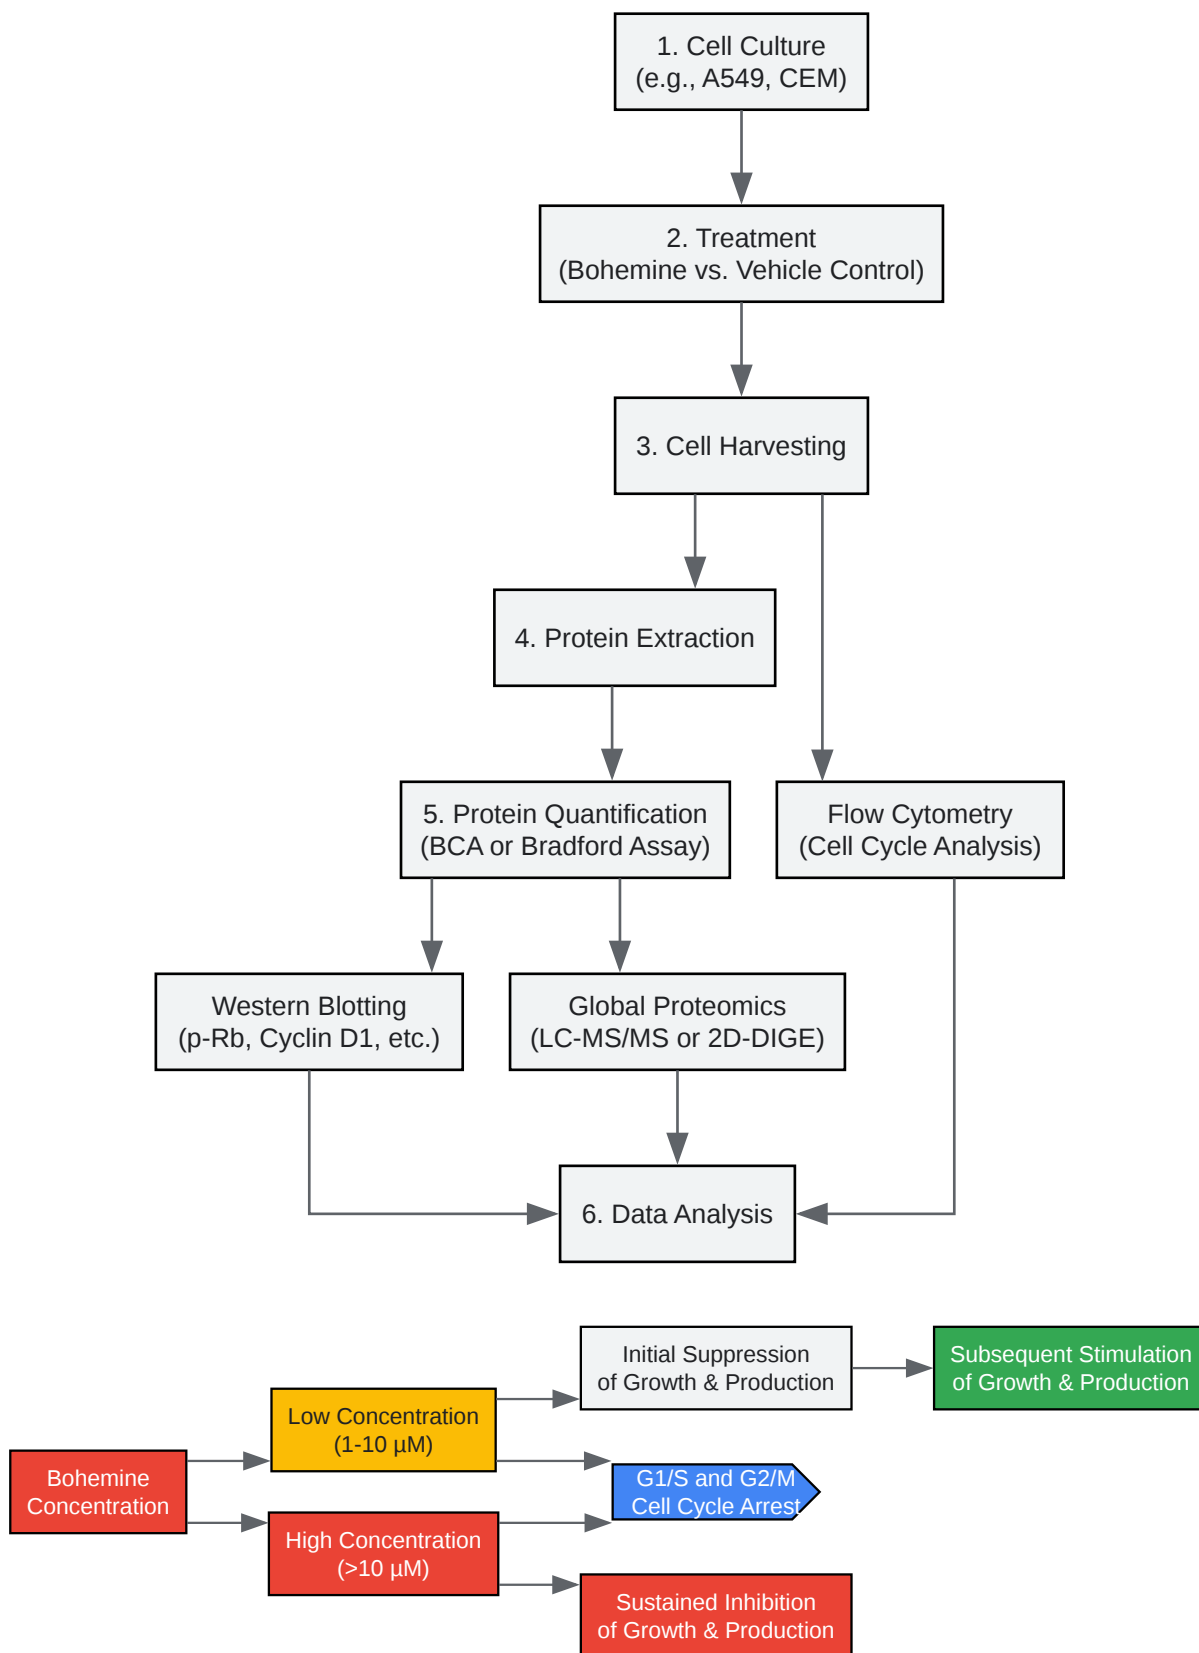 1. Cell Culture
(e.g., A549, CEM)
2. Treatment
(Bohemine vs. Vehicle Control)
3. Cell Harvesting
4. Protein Extraction
5. Protein Quantification
(BCA or Bradford Assay)
Flow Cytometry
(Cell Cycle Analysis)
Western Blotting
(p-Rb, Cyclin D1, etc.)
Global Proteomics
(LC-MS/MS or 2D-DIGE)
6. Data Analysis
Initial Suppression
of Growth & Production
Subsequent Stimulation
of Growth & Production
Low Concentration
(1-10 µM)
Bohemine
Concentration
G1/S and G2/M
Cell Cycle Arrest
High Concentration
(>10 µM)
Sustained Inhibition
of Growth & Production